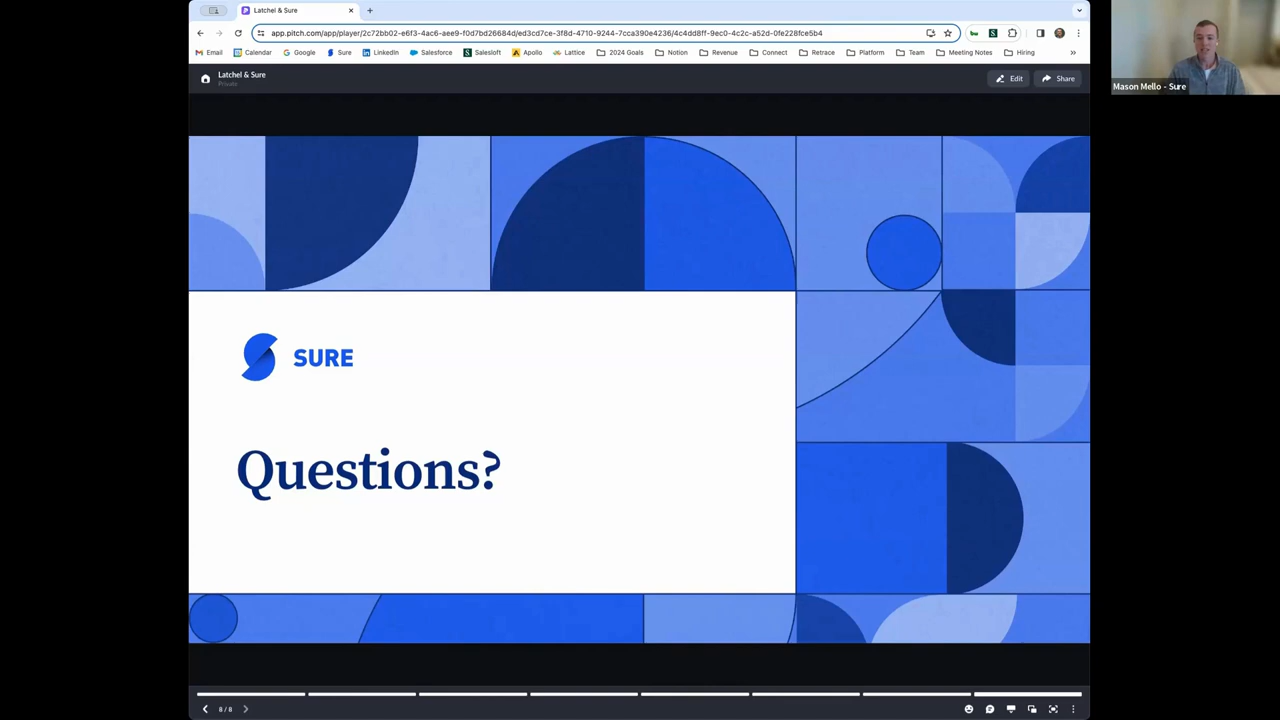 Latchel & Sure
app.pitch.com/app/player/2c72bb02-e6f3-4ac6-aee9-f0d7bd26684d/ed3cd7ce-3f8d-4710-9244-7cca390e4236/4c4dd8ff-9ec0-4c2c-a52d-0fe228fce5b4
Email Calendar Google Sure LinkedIn Salesforce Salesloft Apollo Lattice 2024 Goals Notion Revenue Connect Retrace Platform Team Meeting Notes Hiring »
Latchel & Sure
Private
Edit Share
Mason Mello - Sure
SURE
Questions?
8 / 8